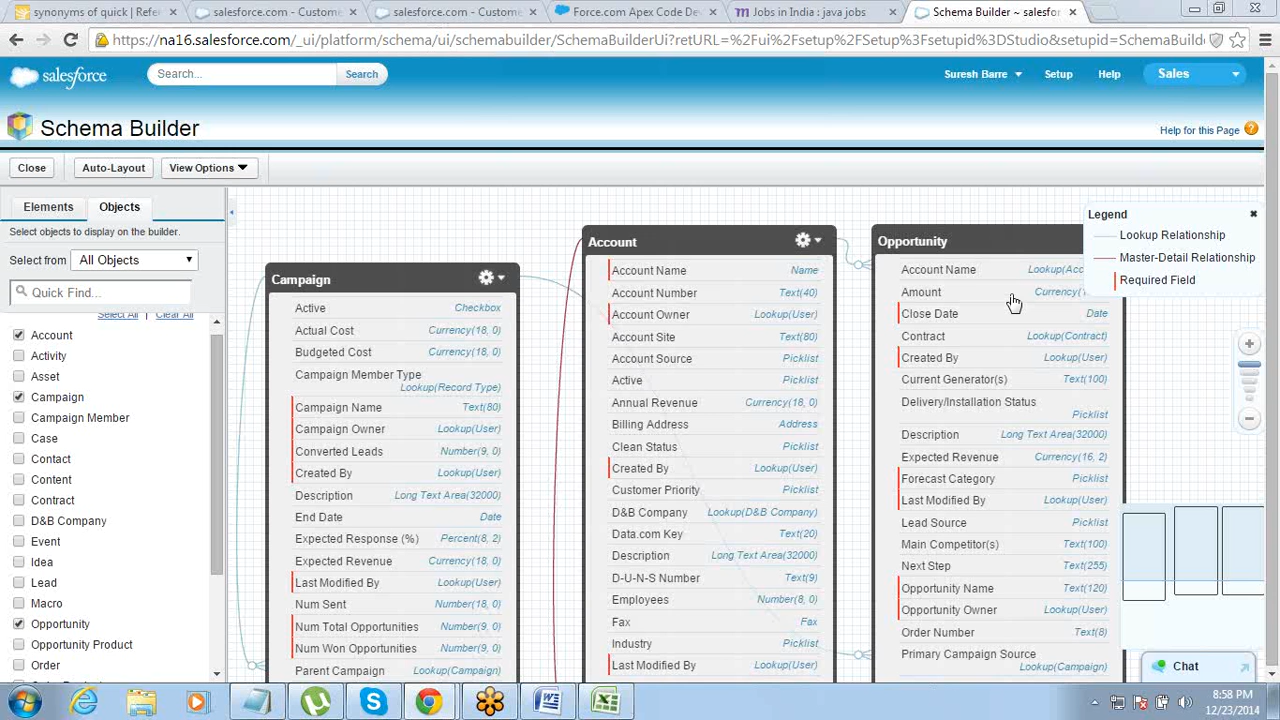 synonyms of quick | Refe
salesforce.com - Custome
salesforce.com - Custome
Force.com Apex Code De
Jobs in India : java jobs
Schema Builder ~ salesfor
https://na16.salesforce.com/_ui/platform/schema/ui/schemabuilder/SchemaBuilderUi?retURL=%2Fui%2Fsetup%2FSetup%3Fsetupid%3DStudio&setupid=SchemaBuild
salesforce
Search...
Search
Suresh Barre
Setup
Help
Sales
Schema Builder
Help for this Page
Close
Auto-Layout
View Options
Elements
Objects
Select objects to display on the builder.
Select from All Objects
Quick Find...
Select All Clear All
Account
Activity
Asset
Campaign
Campaign Member
Case
Contact
Content
Contract
D&B Company
Event
Idea
Lead
Macro
Opportunity
Opportunity Product
Order
Campaign
Active Checkbox
Actual Cost Currency(18, 0)
Budgeted Cost Currency(18, 0)
Campaign Member Type
Lookup(Record Type)
Campaign Name Text(80)
Campaign Owner Lookup(User)
Converted Leads Number(9, 0)
Created By Lookup(User)
Description Long Text Area(32000)
End Date Date
Expected Response (%) Percent(8, 2)
Expected Revenue Currency(18, 0)
Last Modified By Lookup(User)
Num Sent Number(18, 0)
Num Total Opportunities Number(9, 0)
Num Won Opportunities Number(9, 0)
Parent Campaign Lookup(Campaign)
Account
Account Name Name
Account Number Text(40)
Account Owner Lookup(User)
Account Site Text(80)
Account Source Picklist
Active Picklist
Annual Revenue Currency(18, 0)
Billing Address Address
Clean Status Picklist
Created By Lookup(User)
Customer Priority Picklist
D&B Company Lookup(D&B Company)
Data.com Key Text(20)
Description Long Text Area(32000)
D-U-N-S Number Text(9)
Employees Number(8, 0)
Fax Fax
Industry Picklist
Last Modified By Lookup(User)
Opportunity
Account Name Lookup(Acc
Amount Currency(1
Close Date Date
Contract Lookup(Contract)
Created By Lookup(User)
Current Generator(s) Text(100)
Delivery/Installation Status
Picklist
Description Long Text Area(32000)
Expected Revenue Currency(16, 2)
Forecast Category Picklist
Last Modified By Lookup(User)
Lead Source Picklist
Main Competitor(s) Text(100)
Next Step Text(255)
Opportunity Name Text(120)
Opportunity Owner Lookup(User)
Order Number Text(8)
Primary Campaign Source
Lookup(Campaign)
Legend
Lookup Relationship
Master-Detail Relationship
Required Field
Chat
8:58 PM
12/23/2014